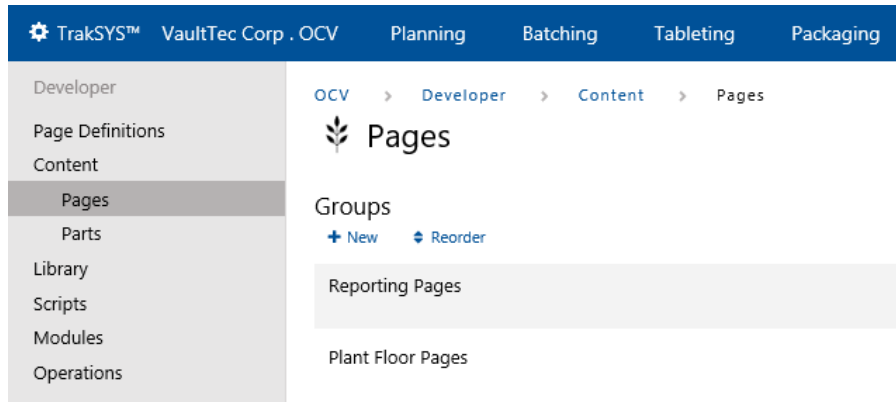 TrakSYS™ VaultTec Corp . OCV Planning Batching Tableting Packaging
Developer
Page Definitions
Content
Pages
Parts
Library
Scripts
Modules
Operations
OCV > Developer > Content > Pages
Pages
Groups
+ New Reorder
Reporting Pages
Plant Floor Pages